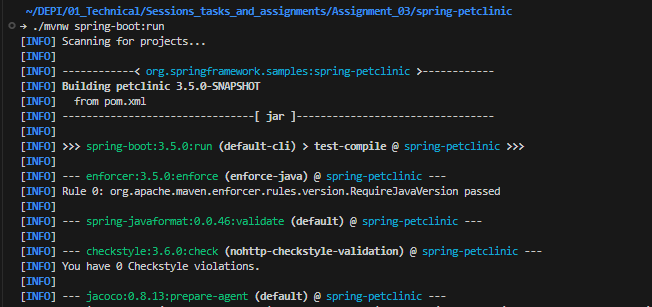 ~/DEPI/01_Technical/Sessions_tasks_and_assignments/Assignment_03/spring-petclinic
→ ./mvnw spring-boot:run
[INFO] Scanning for projects...
[INFO]
[INFO] ------------< org.springframework.samples:spring-petclinic >------------
[INFO] Building petclinic 3.5.0-SNAPSHOT
[INFO]   from pom.xml
[INFO] --------------------------------[ jar ]---------------------------------
[INFO]
[INFO] >>> spring-boot:3.5.0:run (default-cli) > test-compile @ spring-petclinic >>>
[INFO]
[INFO] --- enforcer:3.5.0:enforce (enforce-java) @ spring-petclinic ---
[INFO] Rule 0: org.apache.maven.enforcer.rules.version.RequireJavaVersion passed
[INFO]
[INFO] --- spring-javaformat:0.0.46:validate (default) @ spring-petclinic ---
[INFO]
[INFO] --- checkstyle:3.6.0:check (nohttp-checkstyle-validation) @ spring-petclinic ---
[INFO] You have 0 Checkstyle violations.
[INFO]
[INFO] --- jacoco:0.8.13:prepare-agent (default) @ spring-petclinic ---